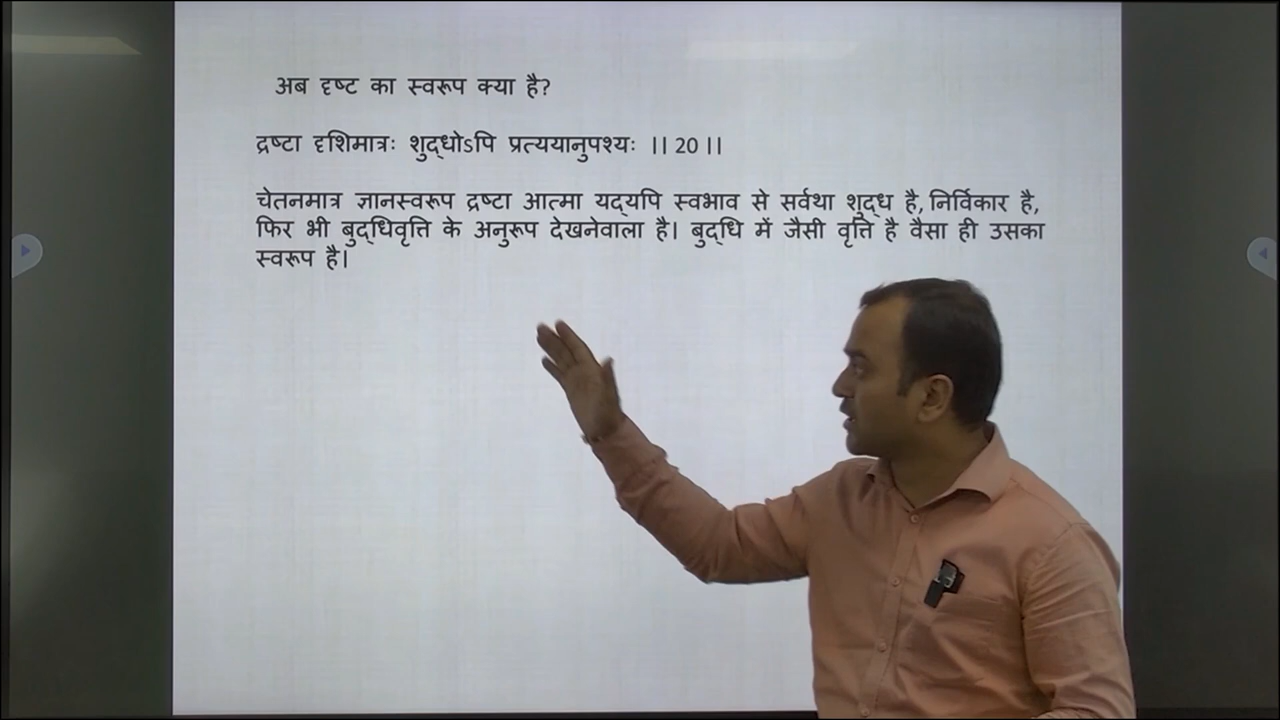 अब दृष्ट का स्वरूप क्या है?
द्रष्टा दृशिमात्रः शुद्धोऽपि प्रत्ययानुपश्यः ।। 20 ।।
चेतनमात्र ज्ञानस्वरूप द्रष्टा आत्मा यद्यपि स्वभाव से सर्वथा शुद्ध है, निर्विकार है,
फिर भी बुद्धिवृत्ति के अनुरूप देखनेवाला है। बुद्धि में जैसी वृत्ति है वैसा ही उसका
स्वरूप है।